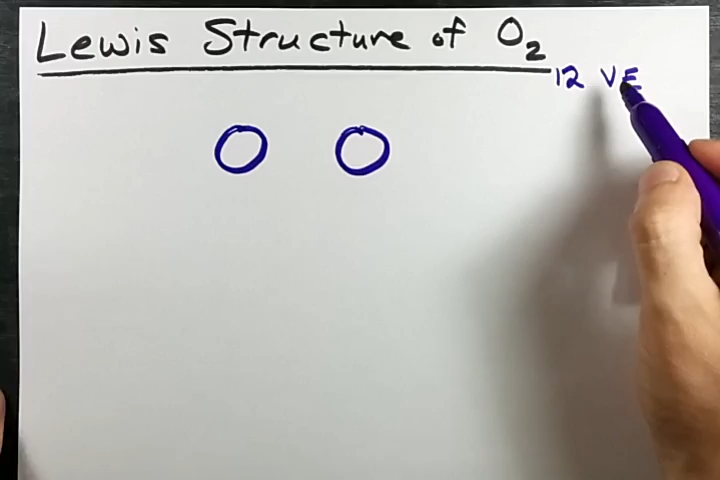 Lewis Structure of O₂
12 VE
O O